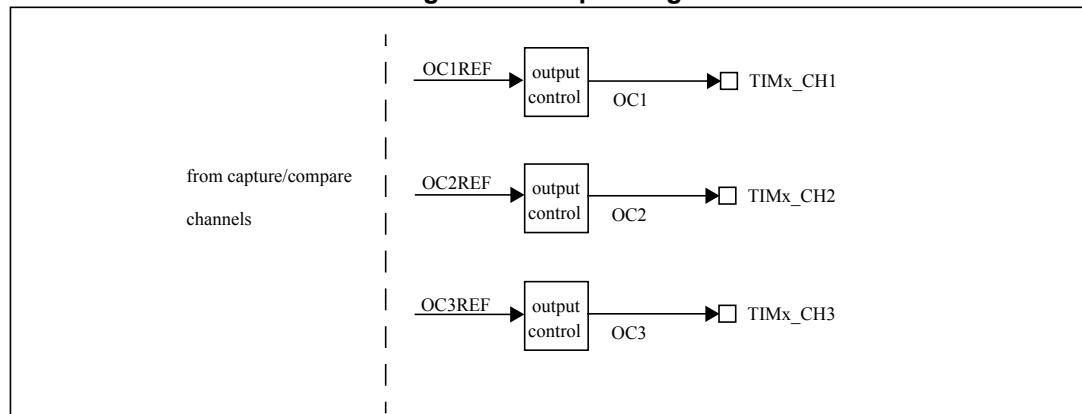 OC1REF
output
control
OC1
TIMx_CH1
from capture/compare
channels
OC2REF
output
control
OC2
TIMx_CH2
OC3REF
output
control
OC3
TIMx_CH3